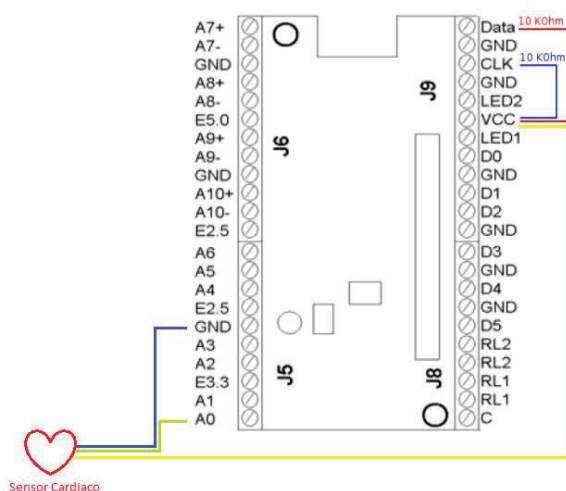 A7+
A7-
GND
A8+
A8-
E5.0
A9+
A9-
GND
A10+
A10-
E2.5
A6
A5
A4
E2.5
GND
A3
A2
E3.3
A1
A0
J6
J5
J9
J8
Data 10 KOhm
GND
CLK 10 KOhm
GND
LED2
VCC
LED1
D0
GND
D1
D2
GND
D3
GND
D4
GND
D5
RL2
RL2
RL1
RL1
C
Sensor Cardiaco